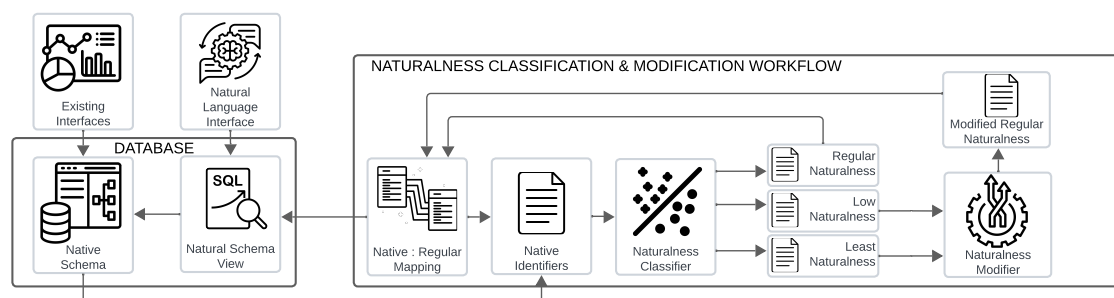 Existing
Interfaces
Natural
Language
Interface
DATABASE
Native
Schema
SQL
Natural Schema
View
NATURALNESS CLASSIFICATION & MODIFICATION WORKFLOW
Native : Regular
Mapping
Native
Identifiers
Naturalness
Classifier
Regular
Naturalness
Low
Naturalness
Least
Naturalness
Modified Regular
Naturalness
Naturalness
Modifier